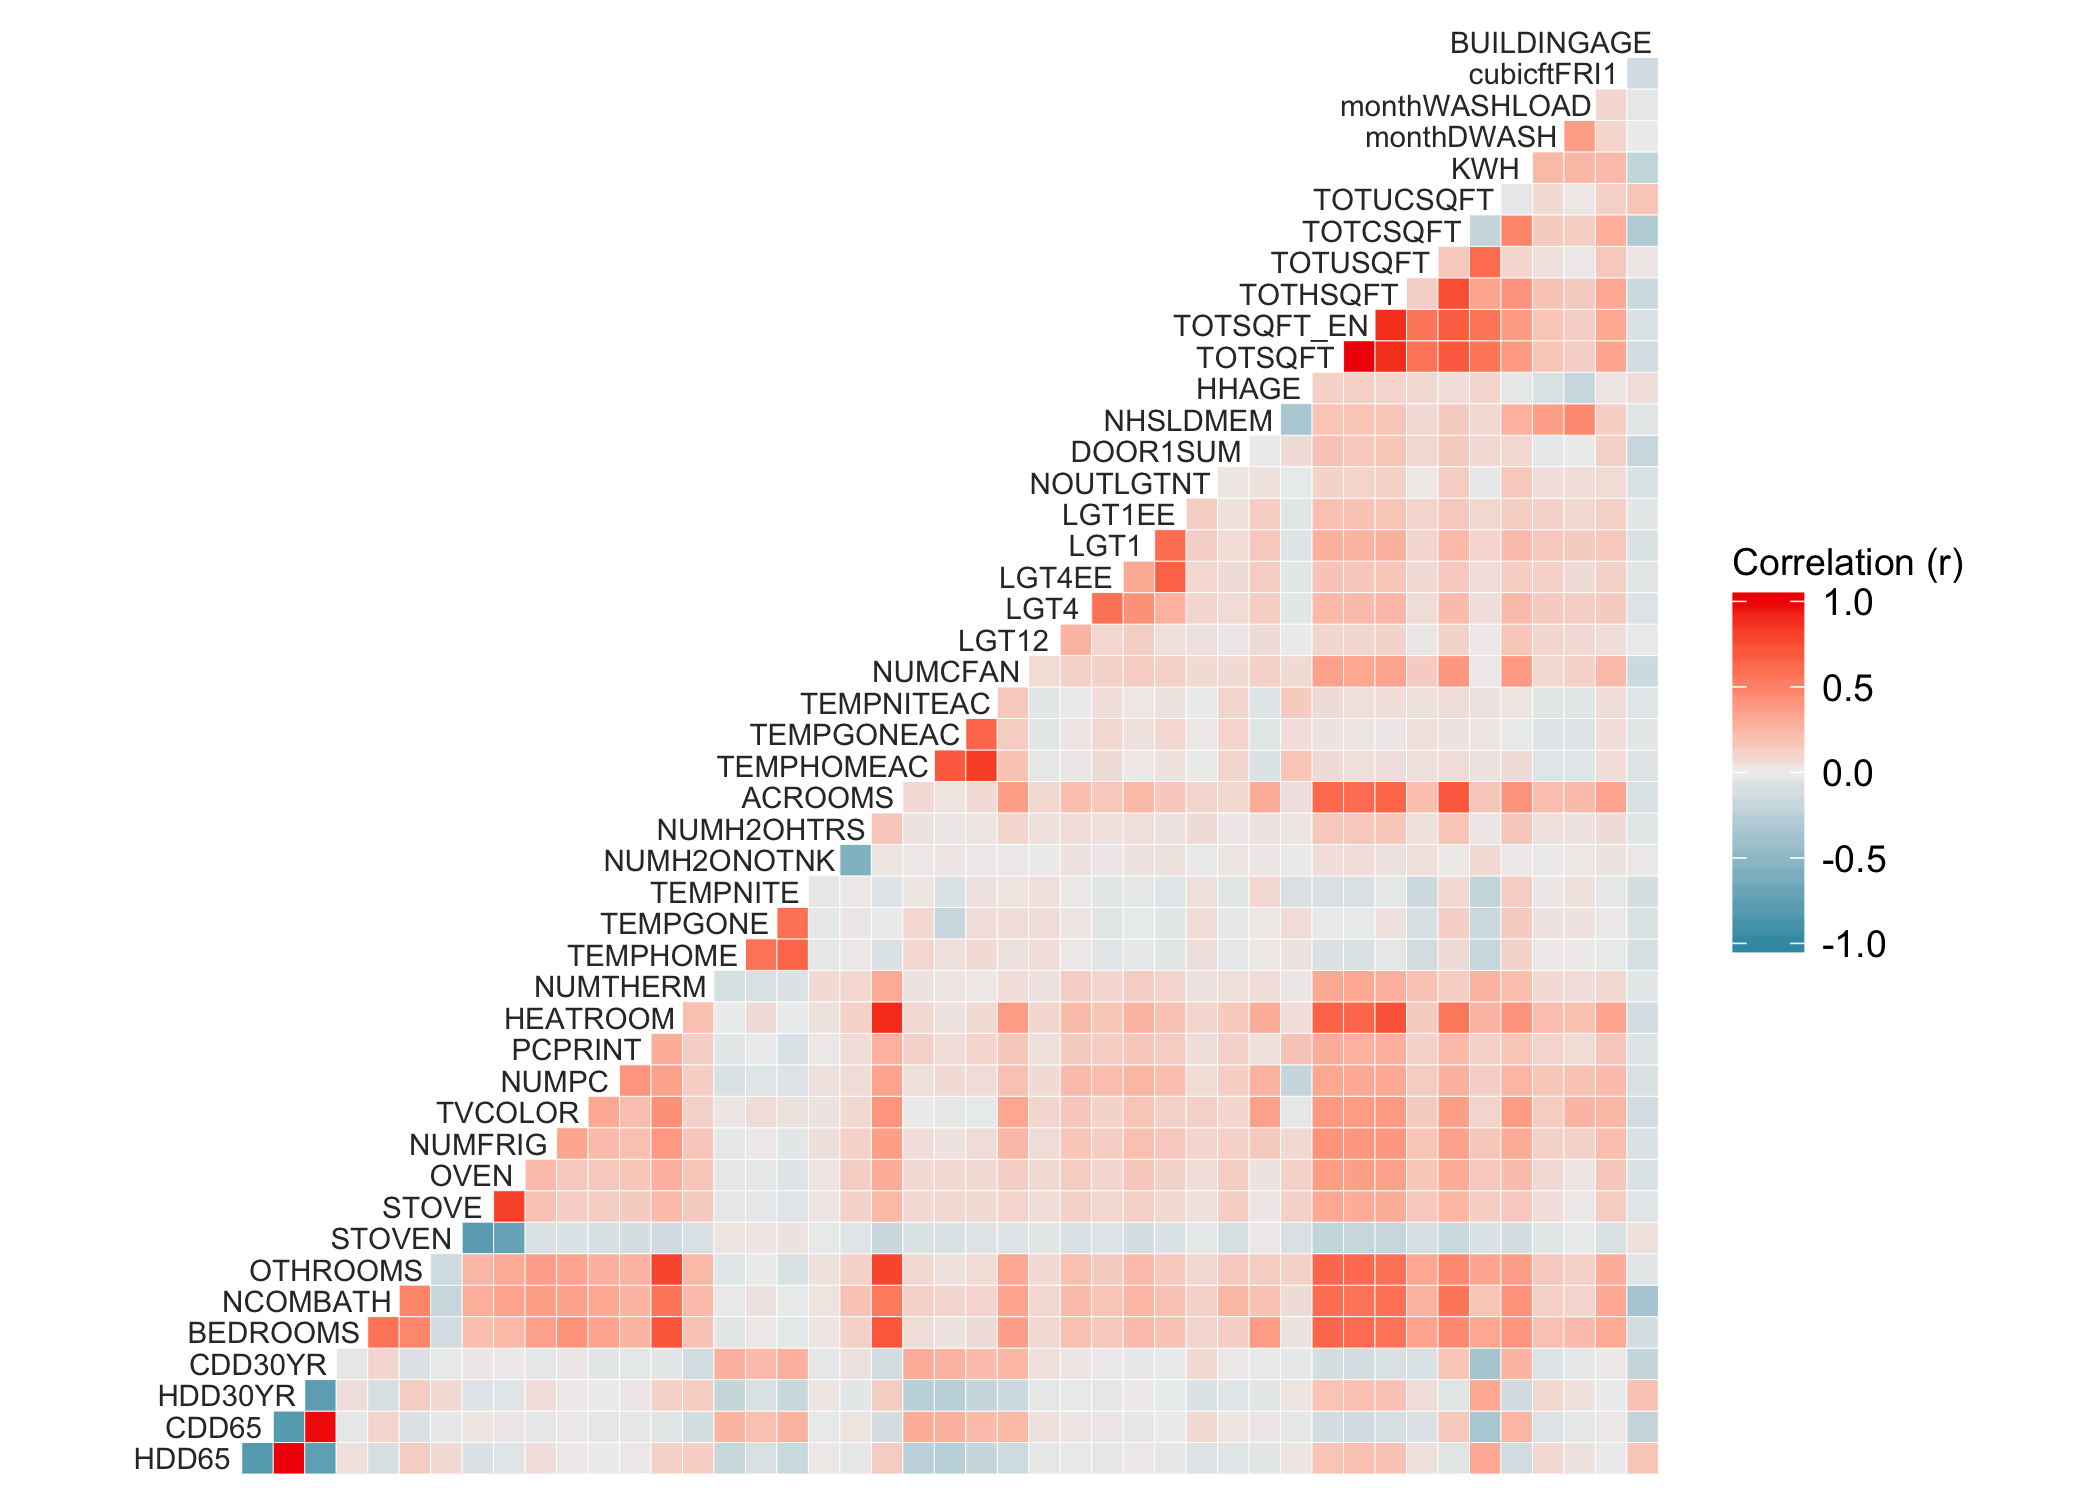 BUILDINGAGE
cubicftFRI1
monthWASHLOAD
monthDWASH
KWH
TOTUCSQFT
TOTCSQFT
TOTUSQFT
TOTHSQFT
TOTSQFT_EN
TOTSQFT
HHAGE
NHSLDMEM
DOOR1SUM
NOUTLGTNT
LGT1EE
LGT1
LGT4EE
LGT4
LGT12
NUMCFAN
TEMPNITEAC
TEMPGONEAC
TEMPHOMEAC
ACROOMS
NUMH2OHTRS
NUMH2ONOTNK
TEMPNITE
TEMPGONE
TEMPHOME
NUMTHERM
HEATROOM
PCPRINT
NUMPC
TVCOLOR
NUMFRIG
OVEN
STOVE
STOVEN
OTHROOMS
NCOMBATH
BEDROOMS
CDD30YR
HDD30YR
CDD65
HDD65
Correlation (r)
1.0
0.5
0.0
-0.5
-1.0